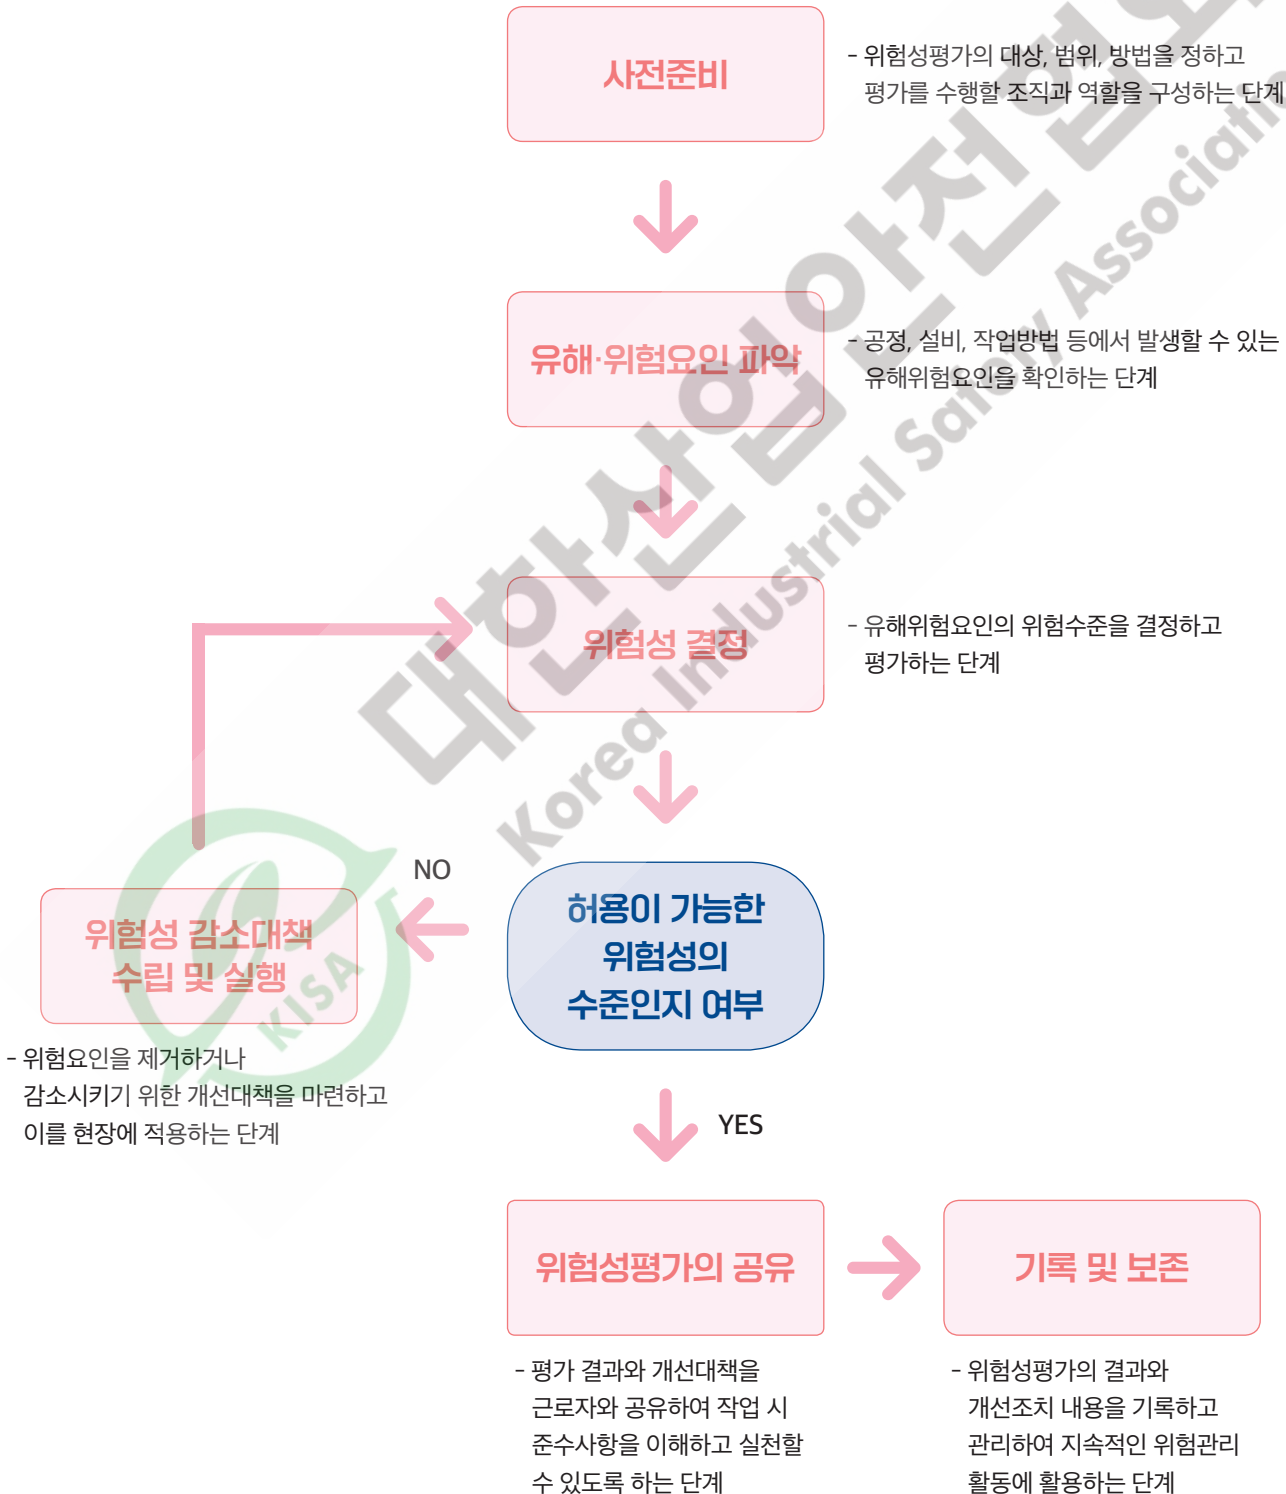 사전준비
- 위험성평가의 대상, 범위, 방법을 정하고
평가를 수행할 조직과 역할을 구성하는 단계
유해·위험요인 파악
- 공정, 설비, 작업방법 등에서 발생할 수 있는
유해위험요인을 확인하는 단계
위험성 결정
- 유해위험요인의 위험수준을 결정하고
평가하는 단계
NO
허용이 가능한
위험성의
수준인지 여부
위험성 감소대책
수립 및 실행
- 위험요인을 제거하거나
감소시키기 위한 개선대책을 마련하고
이를 현장에 적용하는 단계
YES
위험성평가의 공유
- 평가 결과와 개선대책을
근로자와 공유하여 작업 시
준수사항을 이해하고 실천할
수 있도록 하는 단계
기록 및 보존
- 위험성평가의 결과와
개선조치 내용을 기록하고
관리하여 지속적인 위험관리
활동에 활용하는 단계
대한산업안전협회
Korea Industrial Safety Associatio
KISA